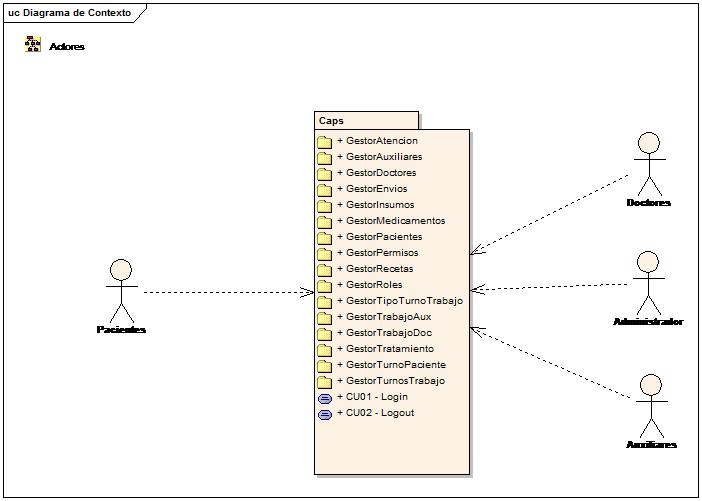 uc Diagrama de Contexto
Actores
Caps
+ GestorAtencion
+ GestorAuxiliares
+ GestorDoctores
+ GestorEnvios
+ GestorInsumos
+ GestorMedicamentos
+ GestorPacientes
+ GestorPermisos
+ GestorRecetas
+ GestorRoles
+ GestorTipoTurnoTrabajo
+ GestorTrabajoAux
+ GestorTrabajoDoc
+ GestorTratamiento
+ GestorTurnoPaciente
+ GestorTurnosTrabajo
+ CU01 - Login
+ CU02 - Logout
Pacientes
Doctores
Administrador
Auxiliares